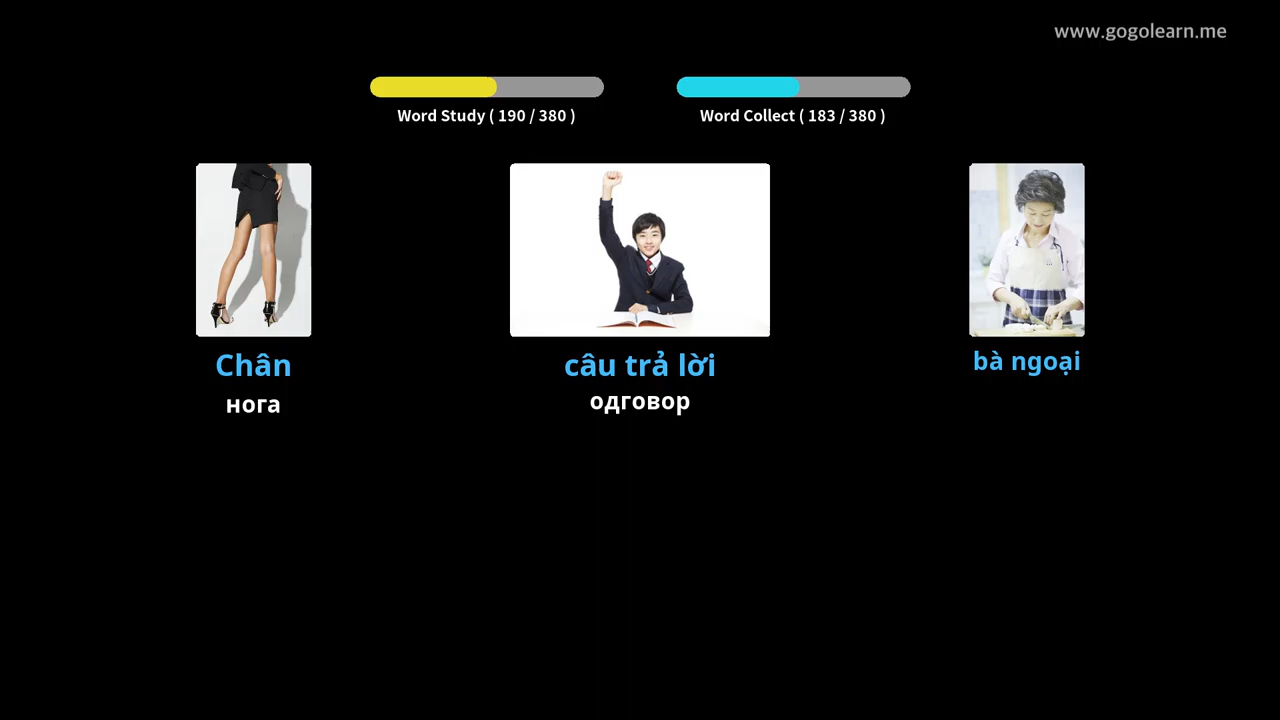 www.gogolearn.me
Word Study ( 190 / 380 )
Word Collect ( 183 / 380 )
Chân
câu trả lời
bà ngoại
нога
одговор